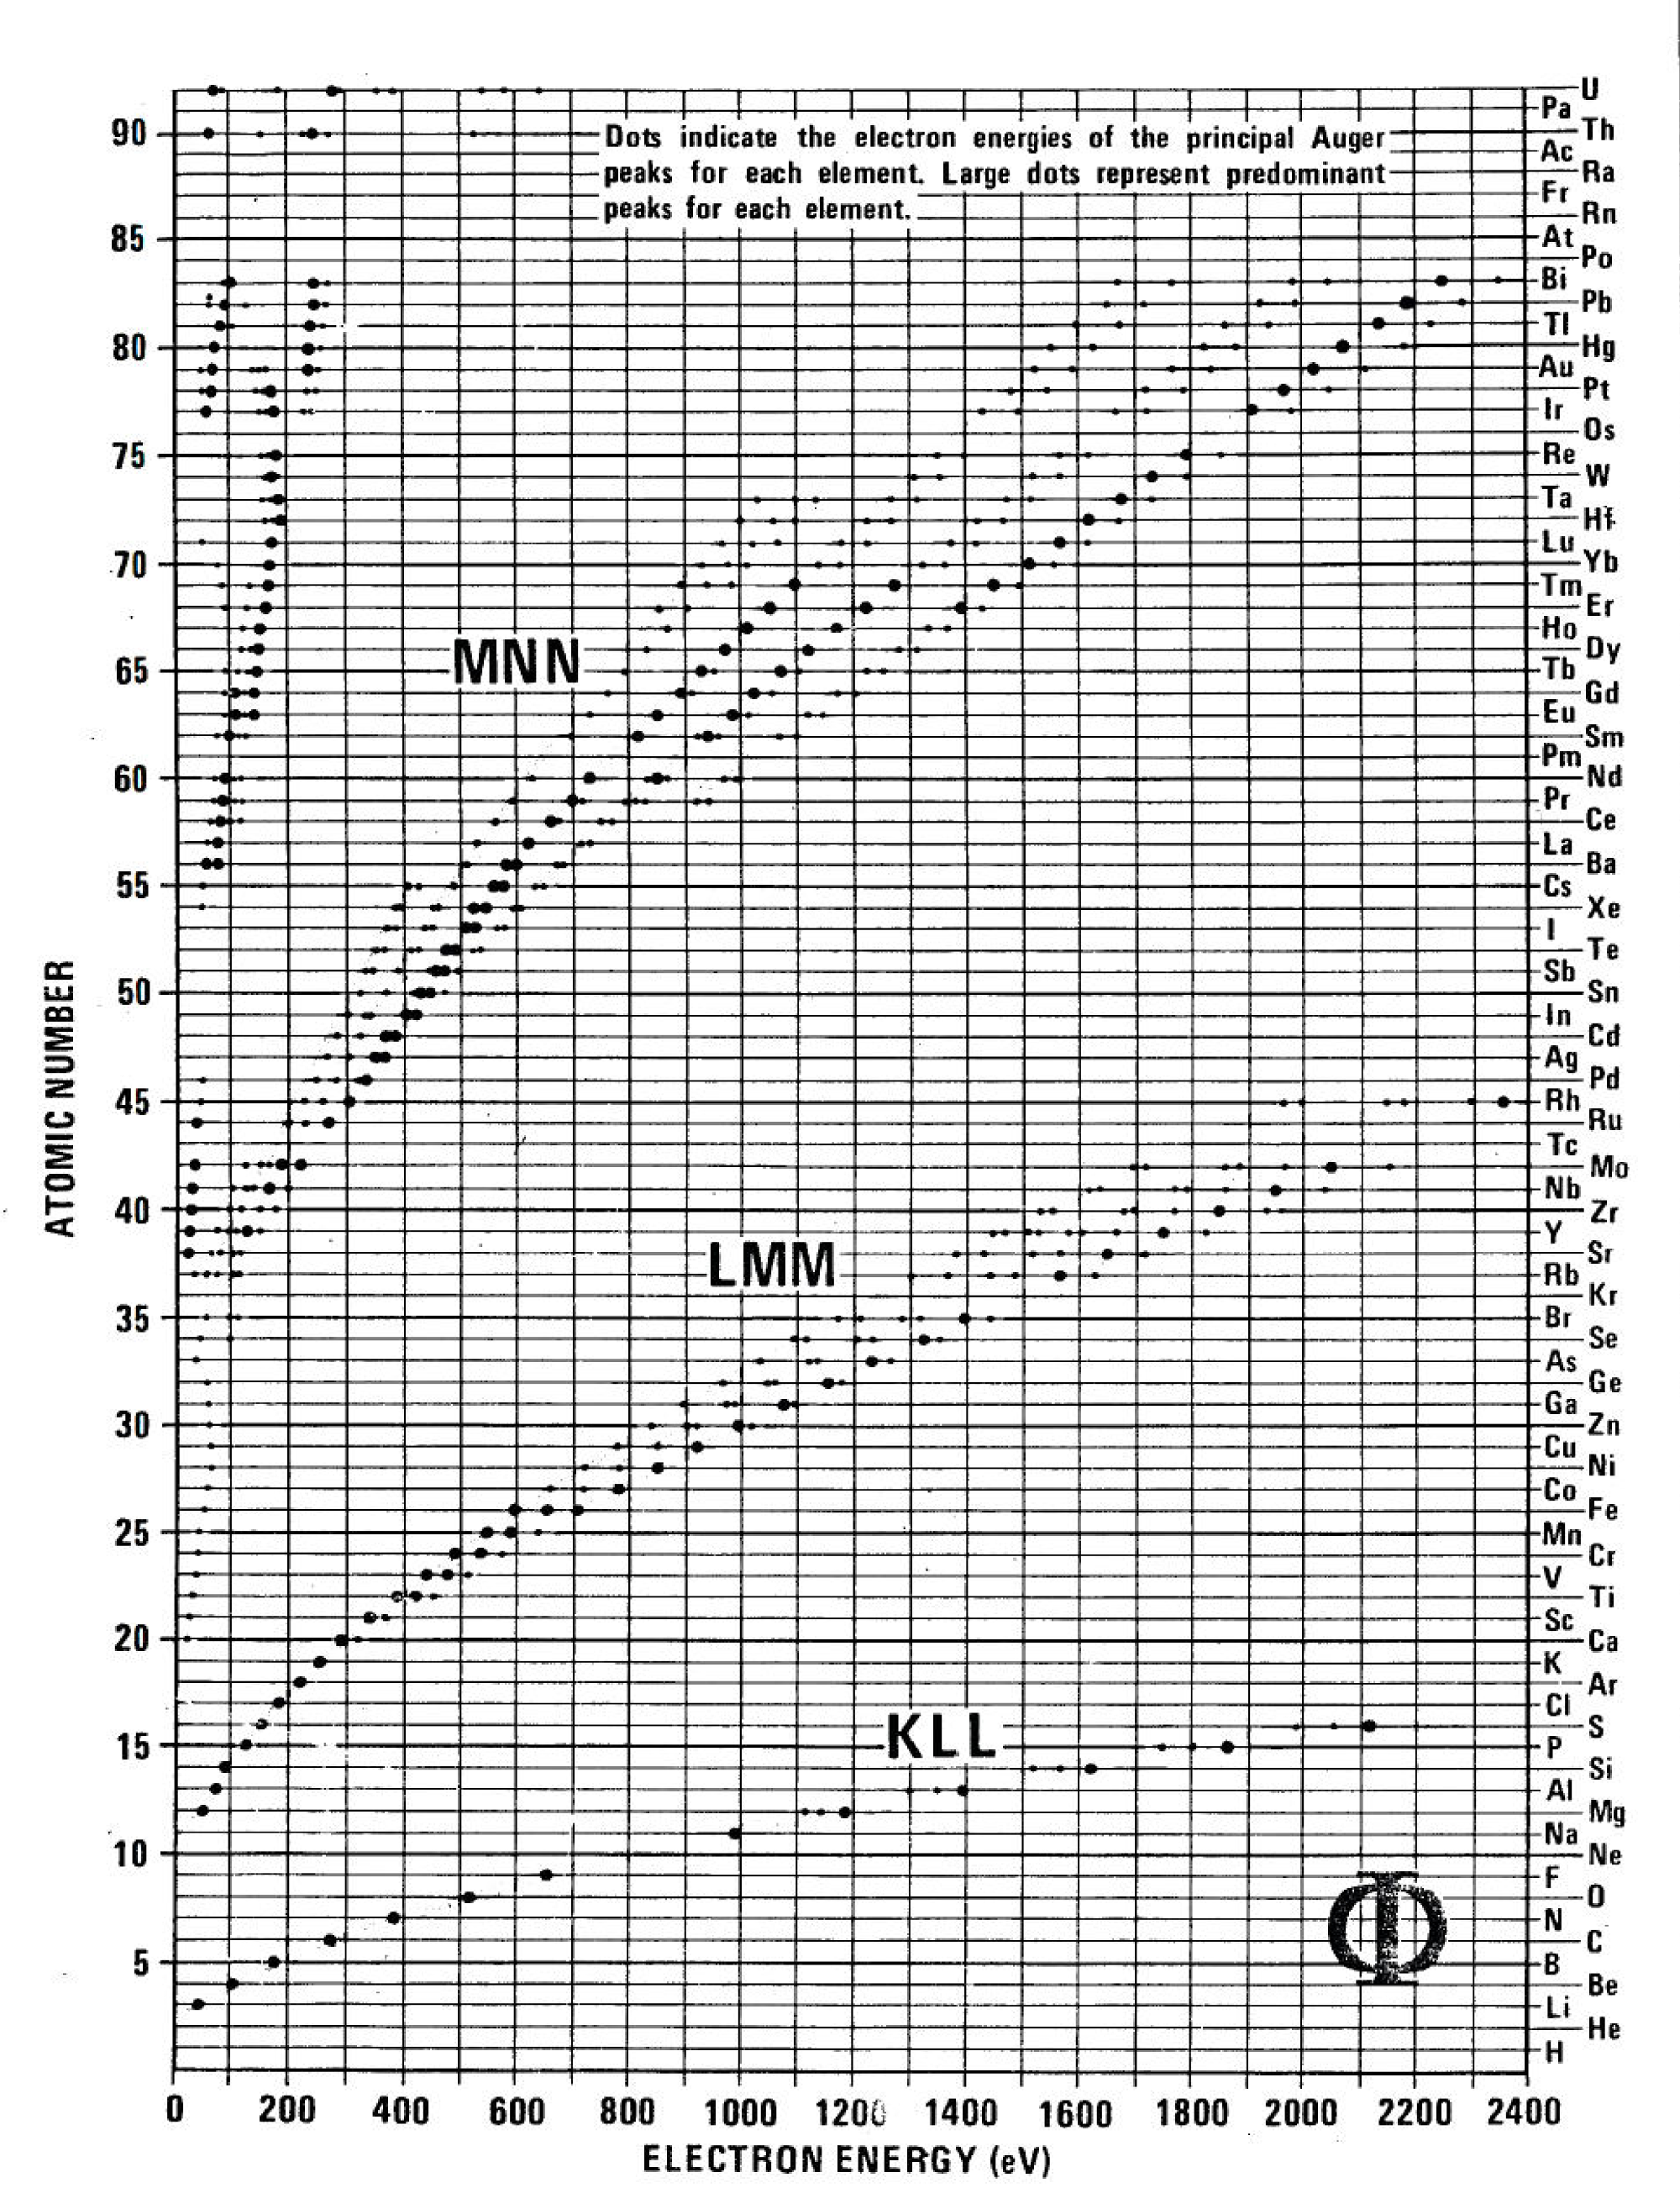 U
Pa
90
Th
Dots indicate the electron energies of the principal Auger
peaks for each element. Large dots represent predominant
peaks for each element.
Ac
Ra
Fr
Rn
85
At
Po
Bi
Pb
Tl
80
Hg
Au
Pt
Ir
Os
75
Re
W
Ta
Hf
Lu
70
Yb
Tm
Er
Ho
MNN
Dy
65
Tb
Gd
Eu
Sm
Pm
60
Nd
Pr
Ce
La
Ba
55
Cs
Xe
I
Te
Sb
50
Sn
In
Cd
Ag
Pd
45
Rh
Ru
Tc
Mo
Nb
40
Zr
Y
LMM
Sr
Rb
Kr
35
Br
Se
As
Ge
Ga
30
Zn
Cu
Ni
Co
Fe
25
Mn
Cr
V
Ti
Sc
20
Ca
K
Ar
Cl
KLL
S
15
P
Si
Al
Mg
Na
10
Ne
F
O
N
C
5
B
Be
Li
He
H
Φ
ATOMIC NUMBER
0 200 400 600 800 1000 1200 1400 1600 1800 2000 2200 2400
ELECTRON ENERGY (eV)